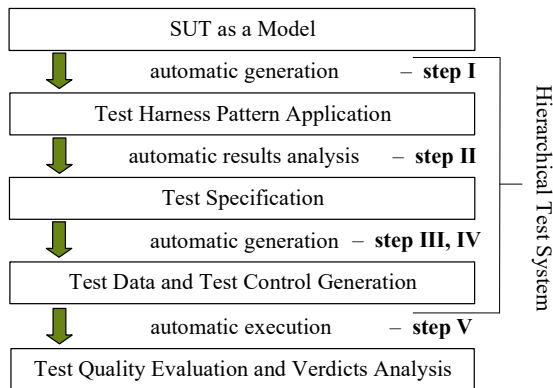 SUT as a Model
automatic generation – step I
Test Harness Pattern Application
automatic results analysis – step II
Test Specification
automatic generation – step III, IV
Test Data and Test Control Generation
automatic execution – step V
Test Quality Evaluation and Verdicts Analysis
Hierarchical Test System